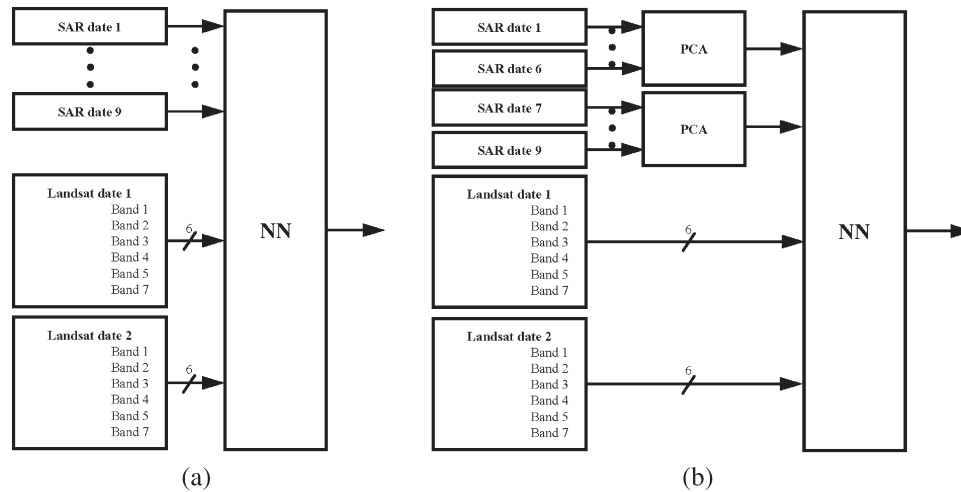 SAR date 1
SAR date 9
Landsat date 1
Band 1
Band 2
Band 3
Band 4
Band 5
Band 7
6
Landsat date 2
Band 1
Band 2
Band 3
Band 4
Band 5
Band 7
6
NN
(a)
SAR date 1
SAR date 6
SAR date 7
SAR date 9
PCA
PCA
Landsat date 1
Band 1
Band 2
Band 3
Band 4
Band 5
Band 7
6
Landsat date 2
Band 1
Band 2
Band 3
Band 4
Band 5
Band 7
6
NN
(b)